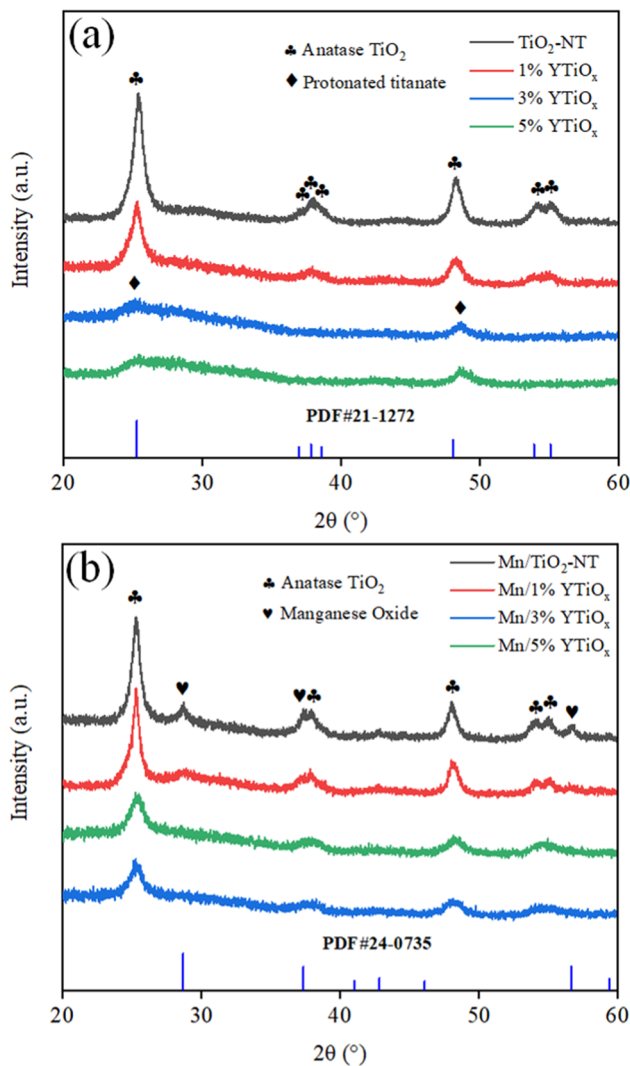 (a)
♣ Anatase TiO₂
♦ Protonated titanate
TiO₂-NT
1% YTiOₓ
3% YTiOₓ
5% YTiOₓ
Intensity (a.u.)
PDF#21-1272
20 30 40 50 60
2θ (°)
(b)
♣ Anatase TiO₂
♥ Manganese Oxide
Mn/TiO₂-NT
Mn/1% YTiOₓ
Mn/3% YTiOₓ
Mn/5% YTiOₓ
Intensity (a.u.)
PDF#24-0735
20 30 40 50 60
2θ (°)